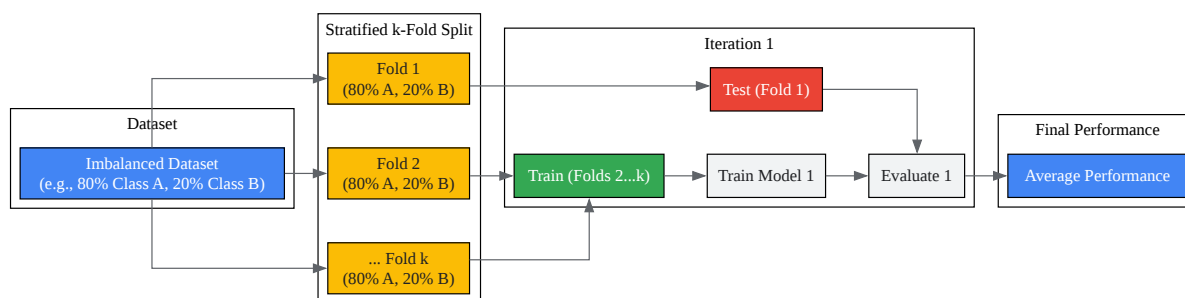 Stratified k-Fold Split
Fold 1
(80% A, 20% B)
Iteration 1
Test (Fold 1)
Dataset
Imbalanced Dataset
(e.g., 80% Class A, 20% Class B)
Fold 2
(80% A, 20% B)
Train (Folds 2...k)
Train Model 1
Evaluate 1
Final Performance
Average Performance
... Fold k
(80% A, 20% B)